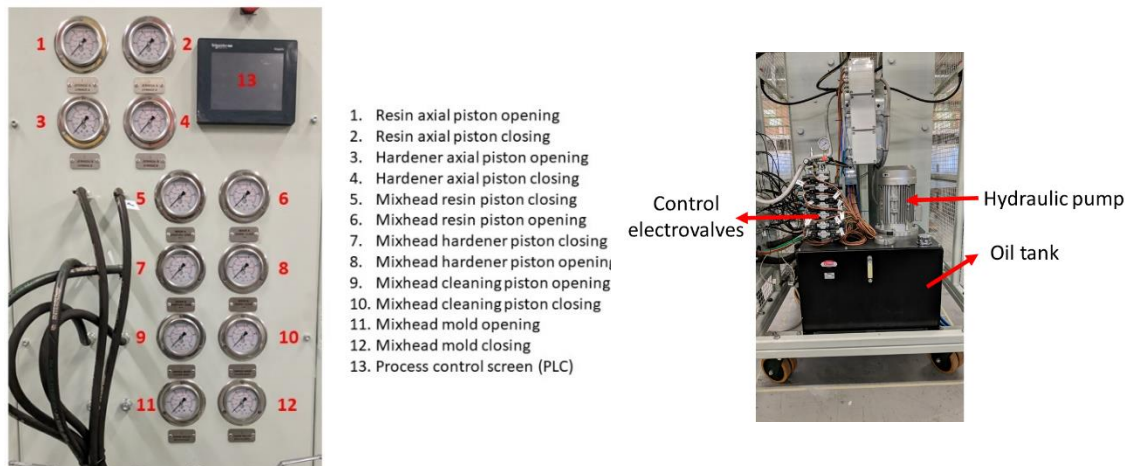 1
2
13
3
4
5
6
7
8
9
10
11
12
1. Resin axial piston opening
2. Resin axial piston closing
3. Hardener axial piston opening
4. Hardener axial piston closing
5. Mixhead resin piston closing
6. Mixhead resin piston opening
7. Mixhead hardener piston closing
8. Mixhead hardener piston opening
9. Mixhead cleaning piston opening
10. Mixhead cleaning piston closing
11. Mixhead mold opening
12. Mixhead mold closing
13. Process control screen (PLC)
Control
electrovalves
Hydraulic pump
Oil tank